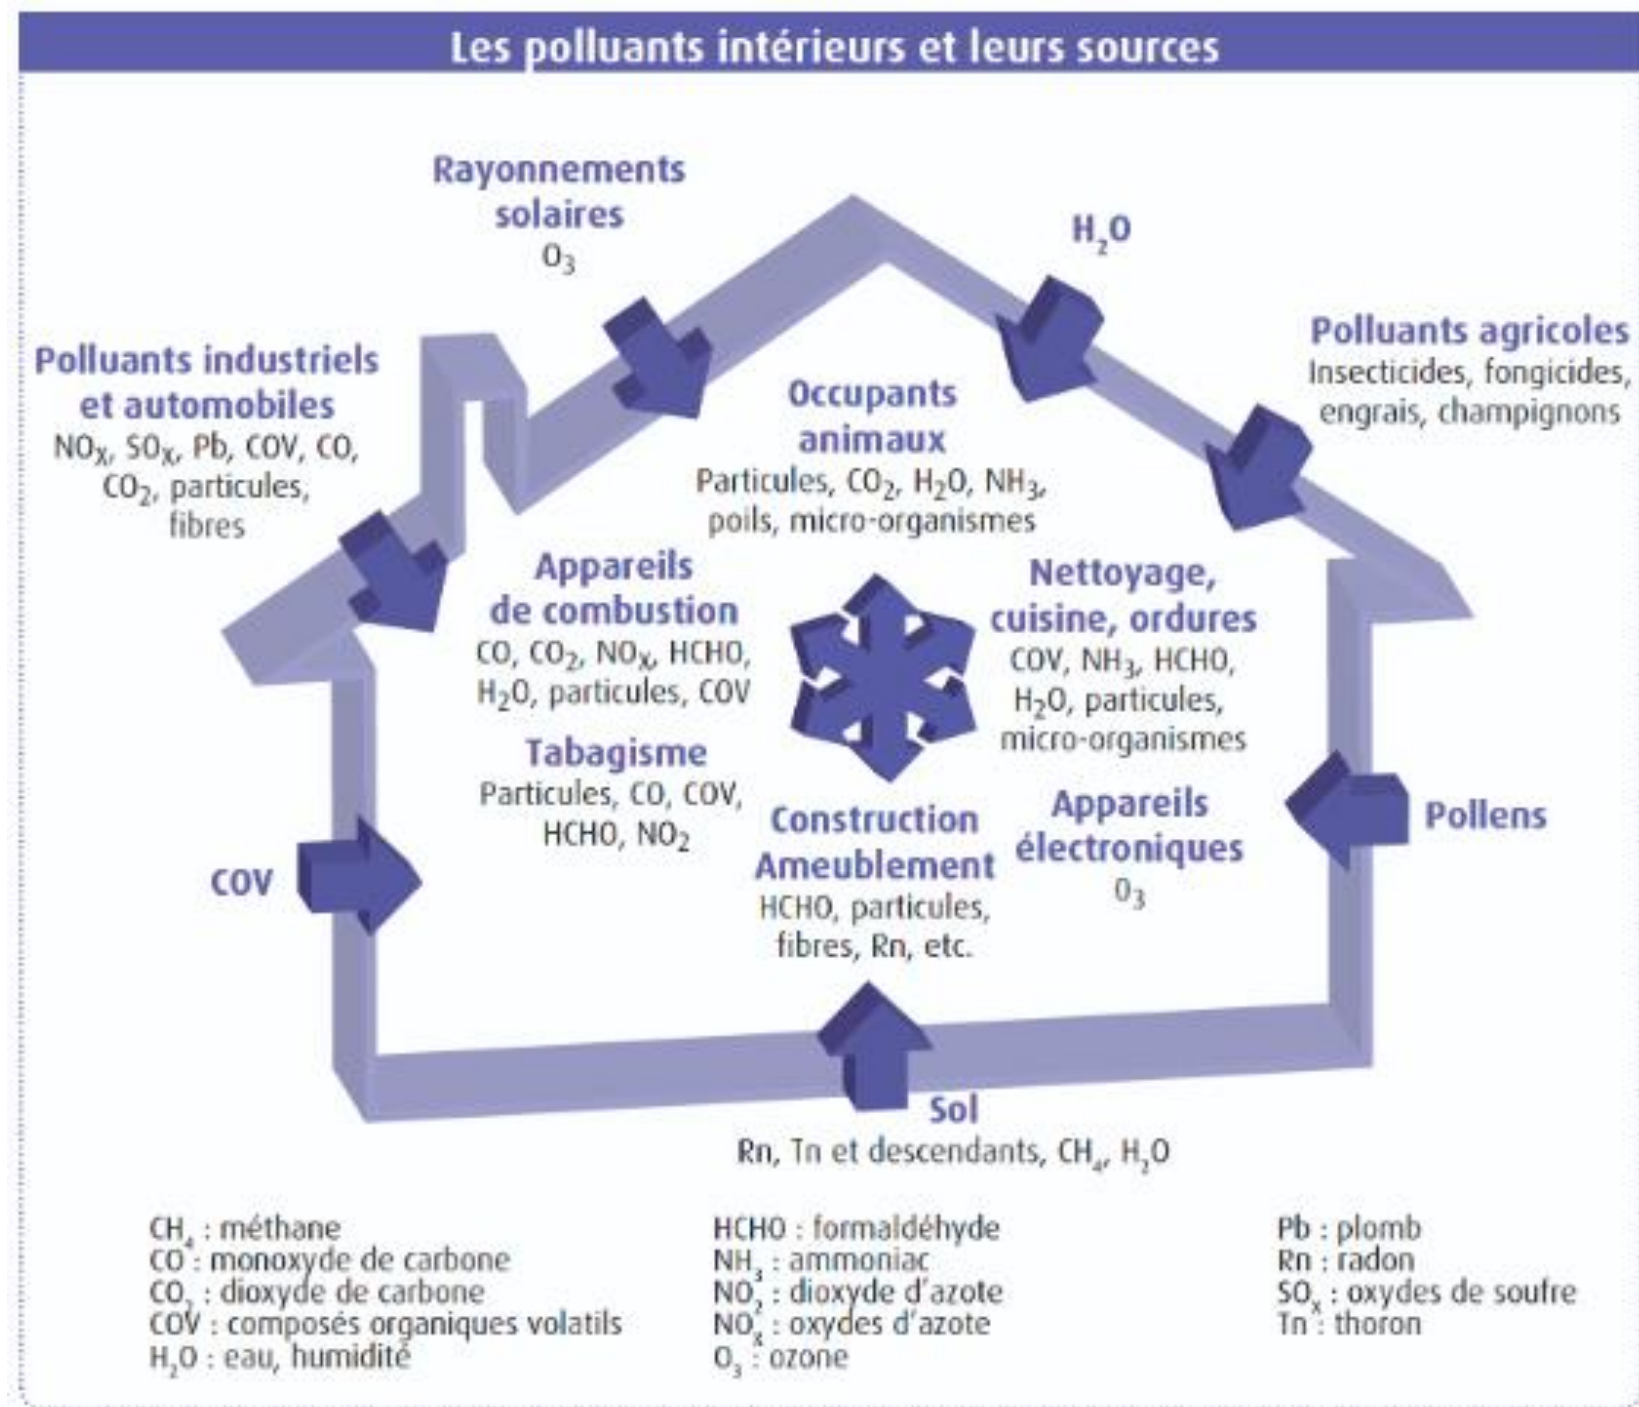 Les polluants intérieurs et leurs sources
Rayonnements
solaires
O₃
H₂O
Polluants industriels
et automobiles
NOₓ, SOₓ, Pb, COV, CO,
CO₂, particules,
fibres
Polluants agricoles
Insecticides, fongicides,
engrais, champignons
Occupants
animaux
Particules, CO₂, H₂O, NH₃,
poils, micro-organismes
Appareils
de combustion
CO, CO₂, NOₓ, HCHO,
H₂O, particules, COV
Nettoyage,
cuisine, ordures
COV, NH₃, HCHO,
H₂O, particules,
micro-organismes
Tabagisme
Particules, CO, COV,
HCHO, NO₂
Construction
Ameublement
HCHO, particules,
fibres, Rn, etc.
Appareils
électroniques
O₃
Pollens
COV
Sol
Rn, Tn et descendants, CH₄, H₂O
CH₄ : méthane
CO : monoxyde de carbone
CO₂ : dioxyde de carbone
COV : composés organiques volatils
H₂O : eau, humidité
HCHO : formaldéhyde
NH₃ : ammoniac
NO₂ : dioxyde d'azote
NOₓ : oxydes d'azote
O₃ : ozone
Pb : plomb
Rn : radon
SOₓ : oxydes de soufre
Tn : thoron